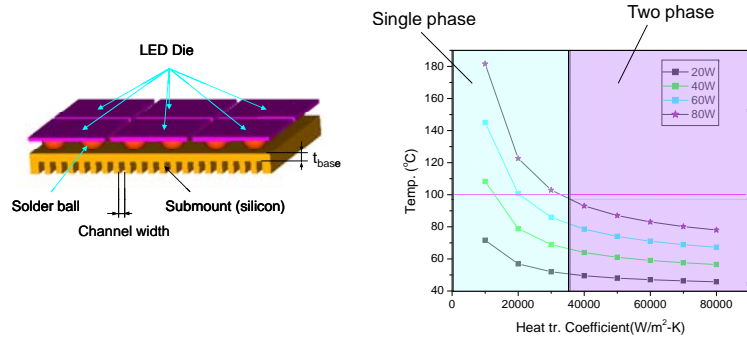 LED Die
t base
Solder ball
Submount (silicon)
Channel width
Single phase
Two phase
180
160
140
120
100
80
60
40
Temp. (°C)
20W
40W
60W
80W
0
20000
40000
60000
80000
Heat tr. Coefficient(W/m²-K)